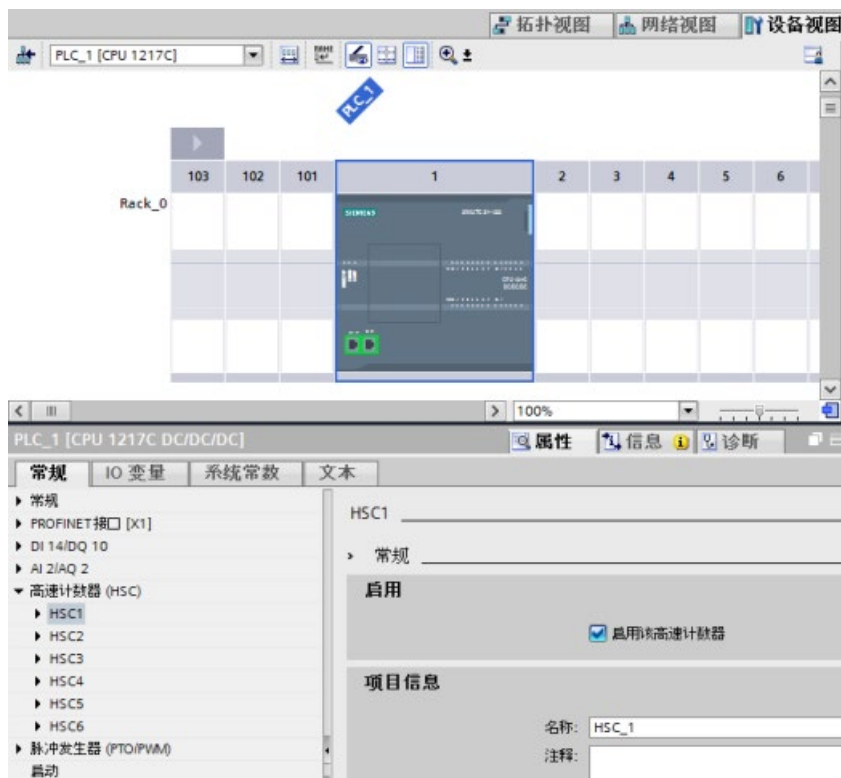 拓扑视图 网络视图 设备视图
PLC_1 [CPU 1217C]
PLC_1
103 102 101 1 2 3 4 5 6
Rack_0
SIEMENS
100%
PLC_1 [CPU 1217C DC/DC/DC] 属性 信息 诊断
常规 IO 变量 系统常数 文本
常规
PROFINET接口 [X1]
DI 14/DQ 10
AI 2/AQ 2
高速计数器 (HSC)
HSC1
HSC2
HSC3
HSC4
HSC5
HSC6
脉冲发生器 (PTO/PWM)
启动
HSC1
常规
启用
启用该高速计数器
项目信息
名称: HSC_1
注释: